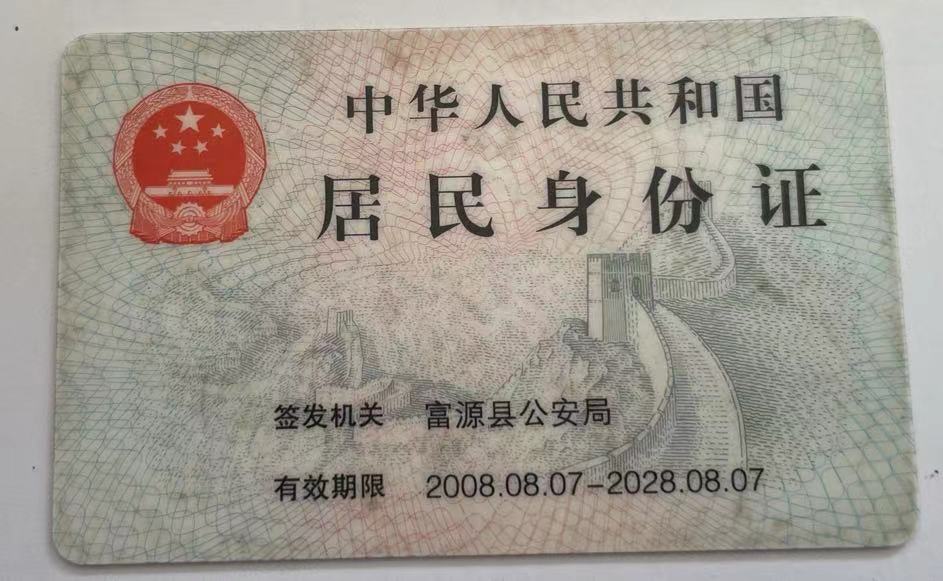 中华人民共和国
居民身份证
签发机关 富源县公安局
有效期限 2008.08.07-2028.08.07